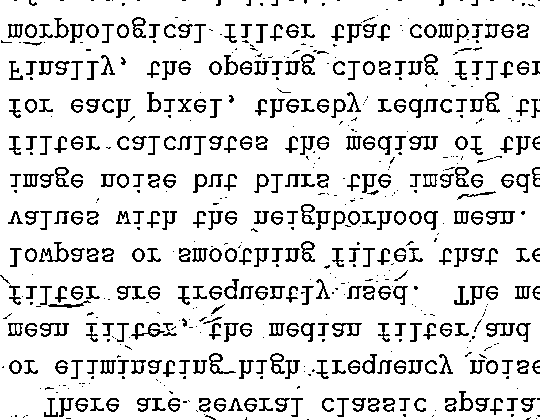 There are several classic spatial
or eliminating high frequency noise
mean filter, the median filter and
filter are frequently used. The me
lowpass or smoothing filter that re
values with the neighborhood mean.
image noise but blurs the image edg
filter calculates the median of the
for each pixel, thereby reducing th
Finally, the opening closing filter
morphological filter that combines